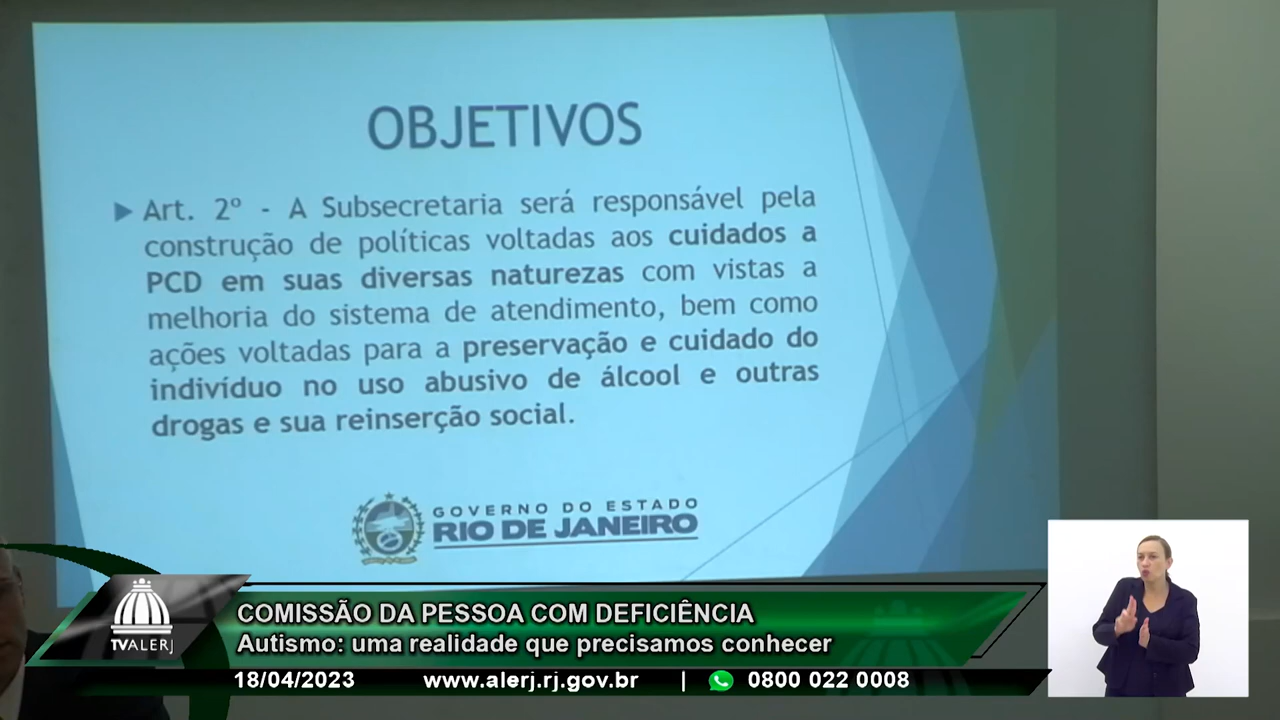 OBJETIVOS
Art. 2º - A Subsecretaria será responsável pela
construção de políticas voltadas aos cuidados a
PCD em suas diversas naturezas com vistas a
melhoria do sistema de atendimento, bem como
ações voltadas para a preservação e cuidado do
indivíduo no uso abusivo de álcool e outras
drogas e sua reinserção social.
GOVERNO DO ESTADO
RIO DE JANEIRO
COMISSÃO DA PESSOA COM DEFICIÊNCIA
Autismo: uma realidade que precisamos conhecer
TVALERJ
18/04/2023 www.alerj.rj.gov.br | 0800 022 0008